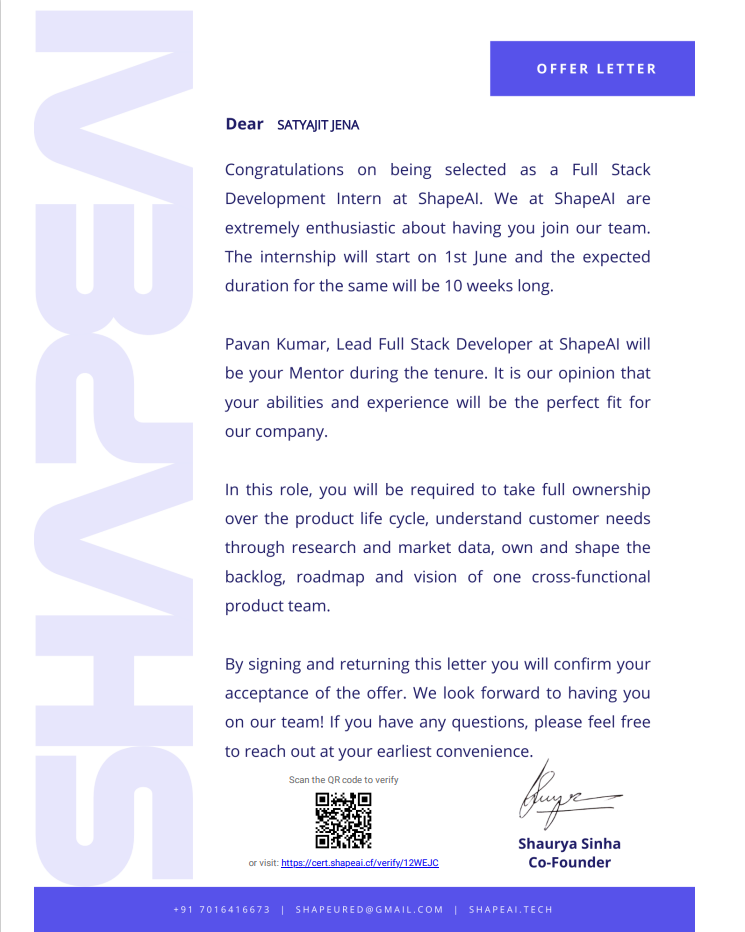 OFFER LETTER
Dear SATYAJIT JENA
Congratulations on being selected as a Full Stack
Development Intern at ShapeAI. We at ShapeAI are
extremely enthusiastic about having you join our team.
The internship will start on 1st June and the expected
duration for the same will be 10 weeks long.
Pavan Kumar, Lead Full Stack Developer at ShapeAI will
be your Mentor during the tenure. It is our opinion that
your abilities and experience will be the perfect fit for
our company.
In this role, you will be required to take full ownership
over the product life cycle, understand customer needs
through research and market data, own and shape the
backlog, roadmap and vision of one cross-functional
product team.
By signing and returning this letter you will confirm your
acceptance of the offer. We look forward to having you
on our team! If you have any questions, please feel free
to reach out at your earliest convenience.
Scan the QR code to verify
or visit: https://cert.shapeai.cf/verify/12WEJC
Shaurya Sinha
Co-Founder
+91 7016416673 | SHAPEURED@GMAIL.COM | SHAPEAI.TECH